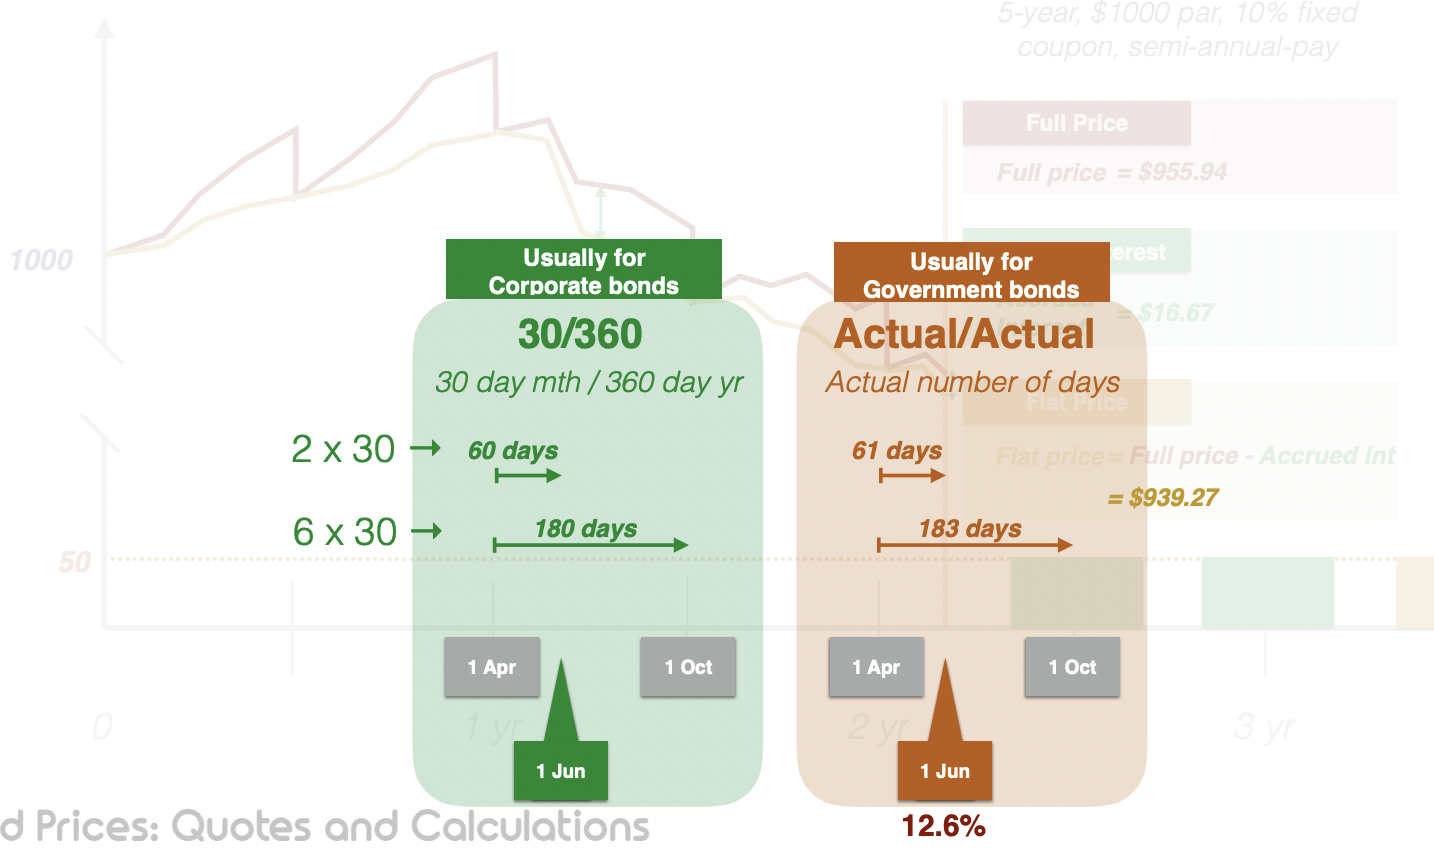 5-year, $1000 par, 10% fixed
coupon, semi-annual-pay
Full Price
Full price = $955.94
1000
Usually for
Corporate bonds
30/360
30 day mth / 360 day yr
2 x 30
60 days
6 x 30
180 days
1 Apr
1 Oct
1 Jun
Usually for
Government bonds
Actual/Actual
Actual number of days
61 days
183 days
1 Apr
1 Oct
1 Jun
12.6%
erest
Accrued
= $16.67
Flat Price
Flat price = Full price - Accrued Int
= $939.27
50
0
1 yr
2 yr
3 yr
d Prices: Quotes and Calculations